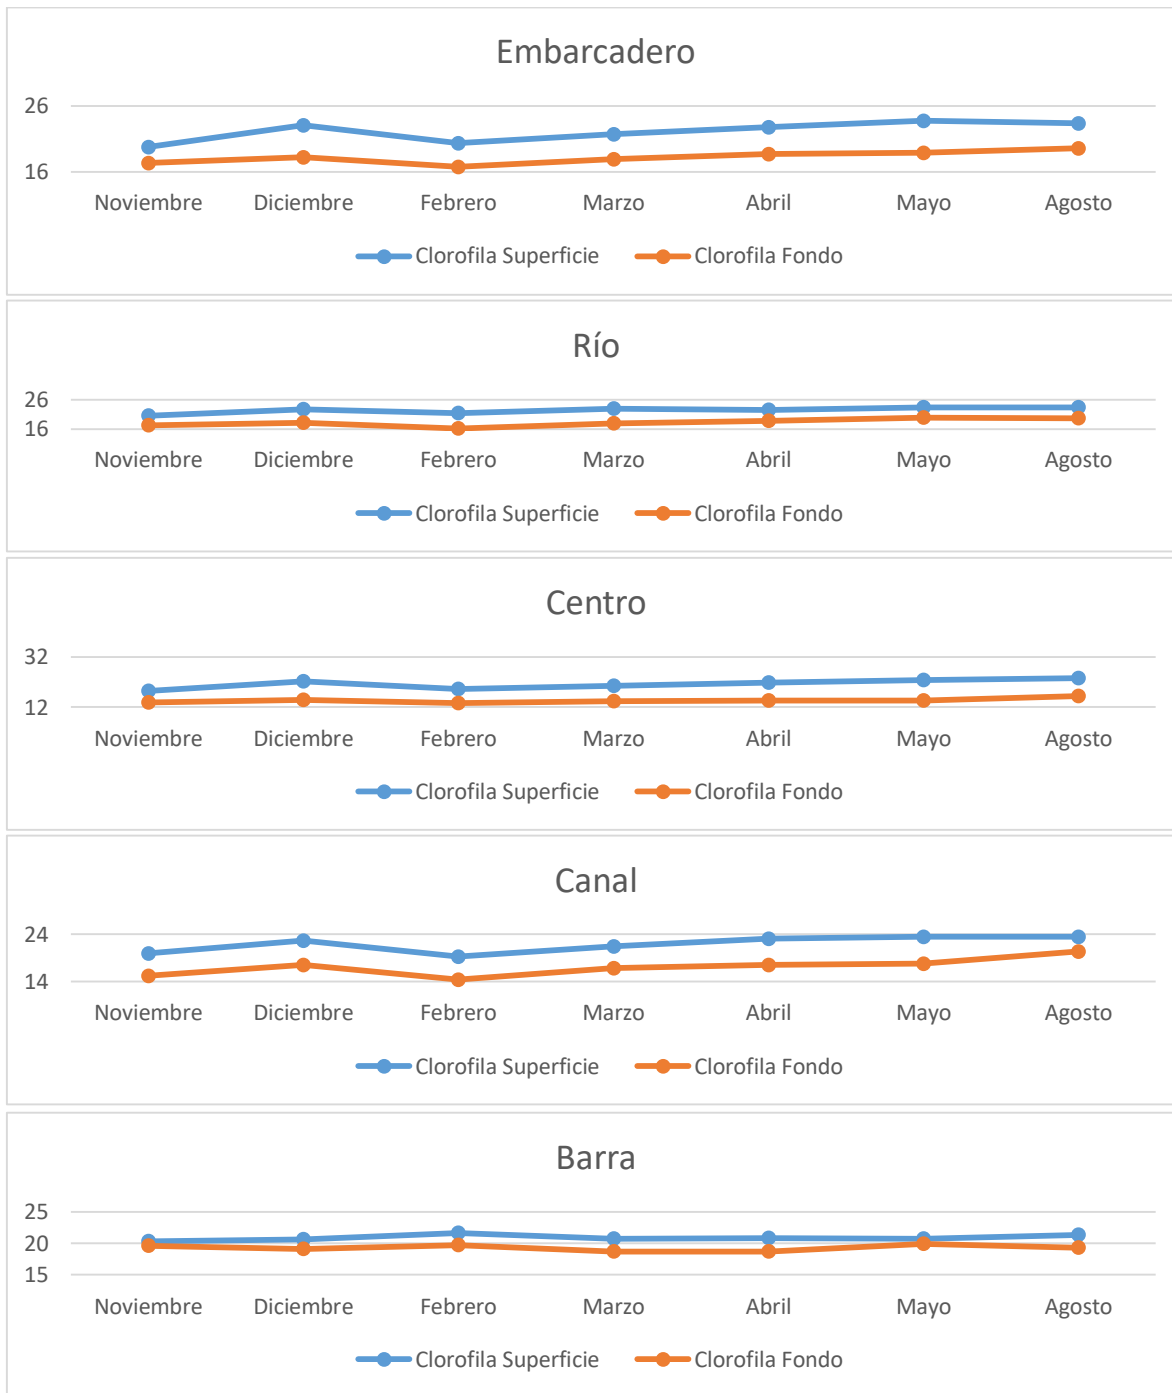 Embarcadero
26
16
Noviembre Diciembre Febrero Marzo Abril Mayo Agosto
Clorofila Superficie Clorofila Fondo
Río
26
16
Noviembre Diciembre Febrero Marzo Abril Mayo Agosto
Clorofila Superficie Clorofila Fondo
Centro
32
12
Noviembre Diciembre Febrero Marzo Abril Mayo Agosto
Clorofila Superficie Clorofila Fondo
Canal
24
14
Noviembre Diciembre Febrero Marzo Abril Mayo Agosto
Clorofila Superficie Clorofila Fondo
Barra
25
20
15
Noviembre Diciembre Febrero Marzo Abril Mayo Agosto
Clorofila Superficie Clorofila Fondo